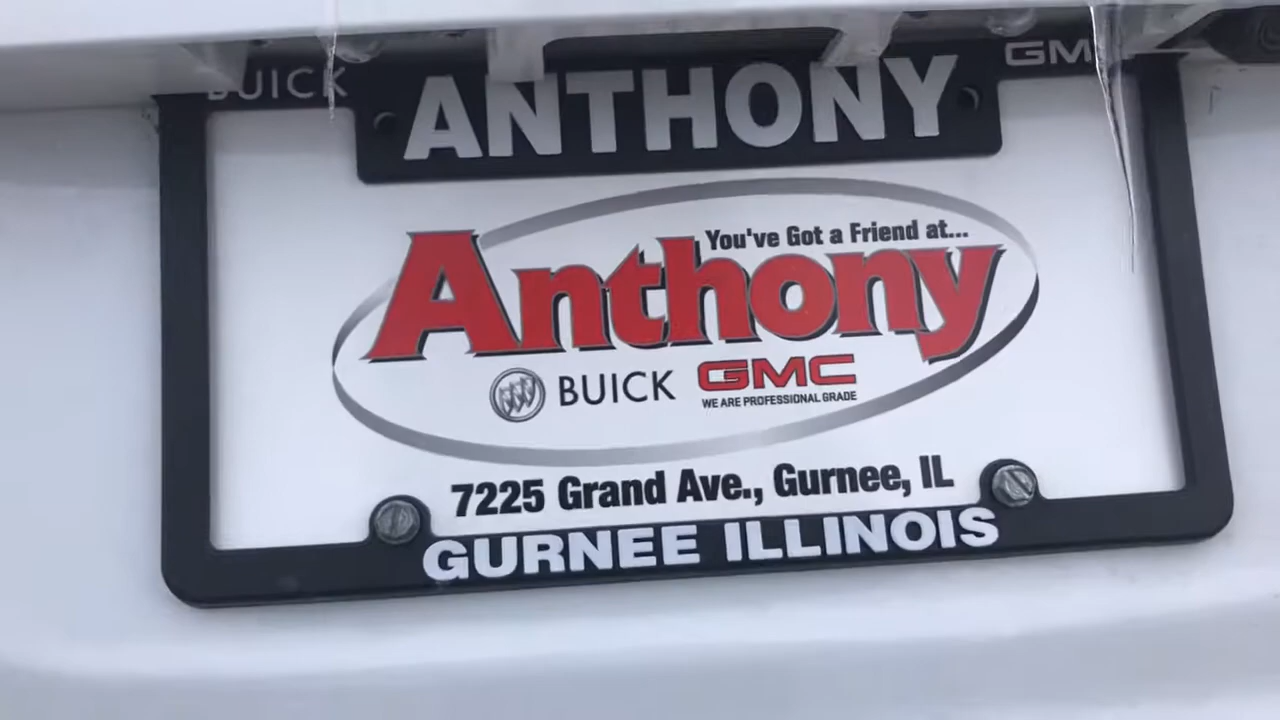 BUICK
ANTHONY
GMC
You've Got a Friend at...
Anthony
BUICK GMC
WE ARE PROFESSIONAL GRADE
7225 Grand Ave., Gurnee, IL
GURNEE ILLINOIS